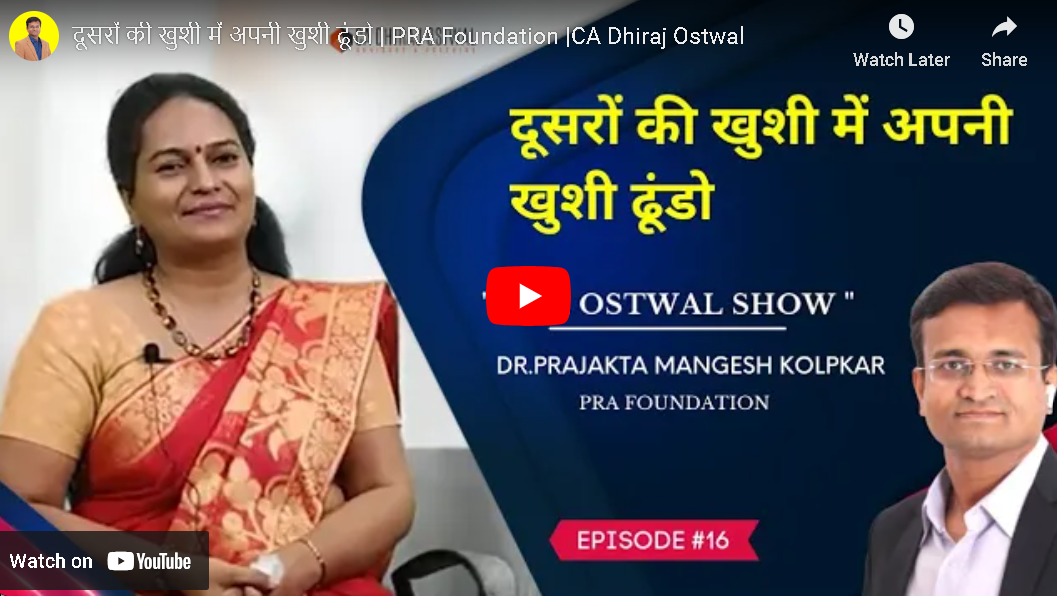 दूसरों की खुशी में अपनी खुशी ढूंडो || PRA Foundation |CA Dhiraj Ostwal
Watch Later
Share
दूसरों की खुशी में अपनी
खुशी ढूंडो
" OSTWAL SHOW "
DR.PRAJAKTA MANGESH KOLPKAR
PRA FOUNDATION
EPISODE #16
Watch on YouTube